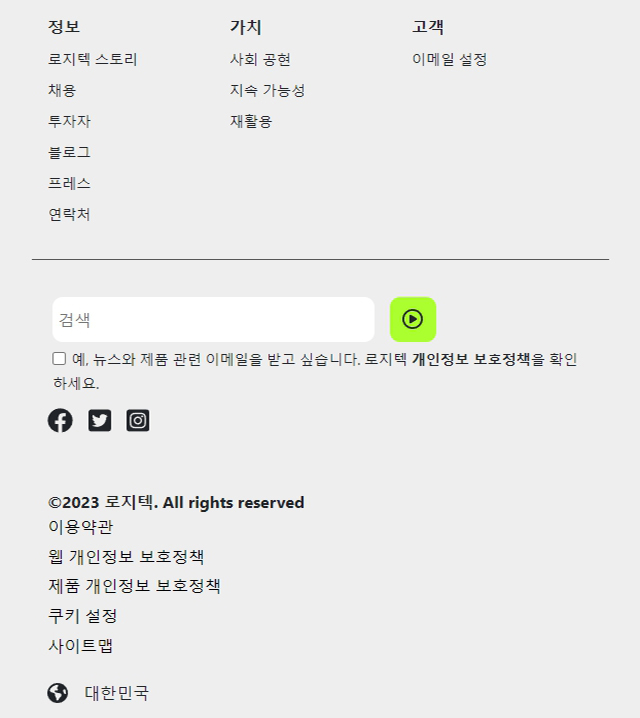 정보
로지텍 스토리
채용
투자자
블로그
프레스
연락처
가치
사회 공현
지속 가능성
재활용
고객
이메일 설정
검색
예, 뉴스와 제품 관련 이메일을 받고 싶습니다. 로지텍 개인정보 보호정책을 확인
하세요.
©2023 로지텍. All rights reserved
이용약관
웹 개인정보 보호정책
제품 개인정보 보호정책
쿠키 설정
사이트맵
대한민국